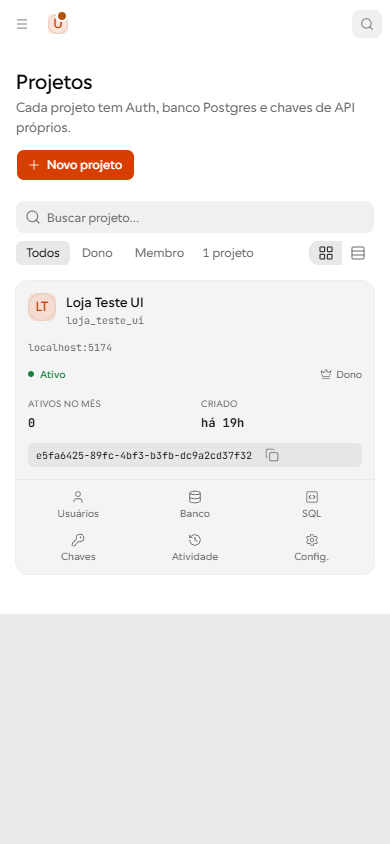 U
Projetos
Cada projeto tem Auth, banco Postgres e chaves de API
próprios.
Novo projeto
Buscar projeto...
Todos Dono Membro 1 projeto
LT Loja Teste UI
loja_teste_ui
localhost:5174
Ativo Dono
ATIVOS NO MÊS CRIADO
0 há 19h
e5fa6425-89fc-4bf3-b3fb-dc9a2cd37f32
Usuários Banco SQL
Chaves Atividade Config.